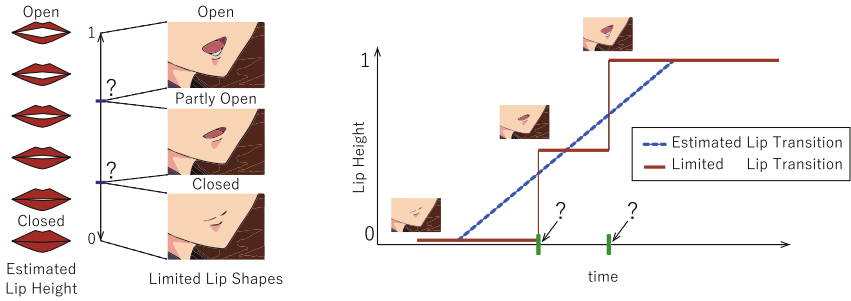 Open
Closed
Estimated
Lip Height
1
?
?
0
Open
Partly Open
Closed
Limited Lip Shapes
1
Lip Height
0
?
?
time
Estimated Lip Transition
Limited Lip Transition